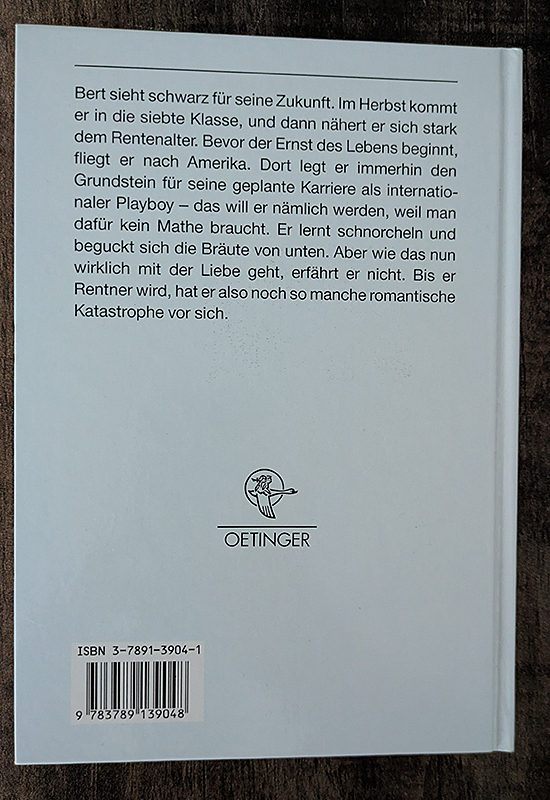 Bert sieht schwarz für seine Zukunft. Im Herbst kommt
er in die siebte Klasse, und dann nähert er sich stark
dem Rentenalter. Bevor der Ernst des Lebens beginnt,
fliegt er nach Amerika. Dort legt er immerhin den
Grundstein für seine geplante Karriere als internatio-
naler Playboy – das will er nämlich werden, weil man
dafür kein Mathe braucht. Er lernt schnorcheln und
beguckt sich die Bräute von unten. Aber wie das nun
wirklich mit der Liebe geht, erfährt er nicht. Bis er
Rentner wird, hat er also noch so manche romantische
Katastrophe vor sich.
OETINGER
ISBN 3-7891-3904-1
9 783789 139048